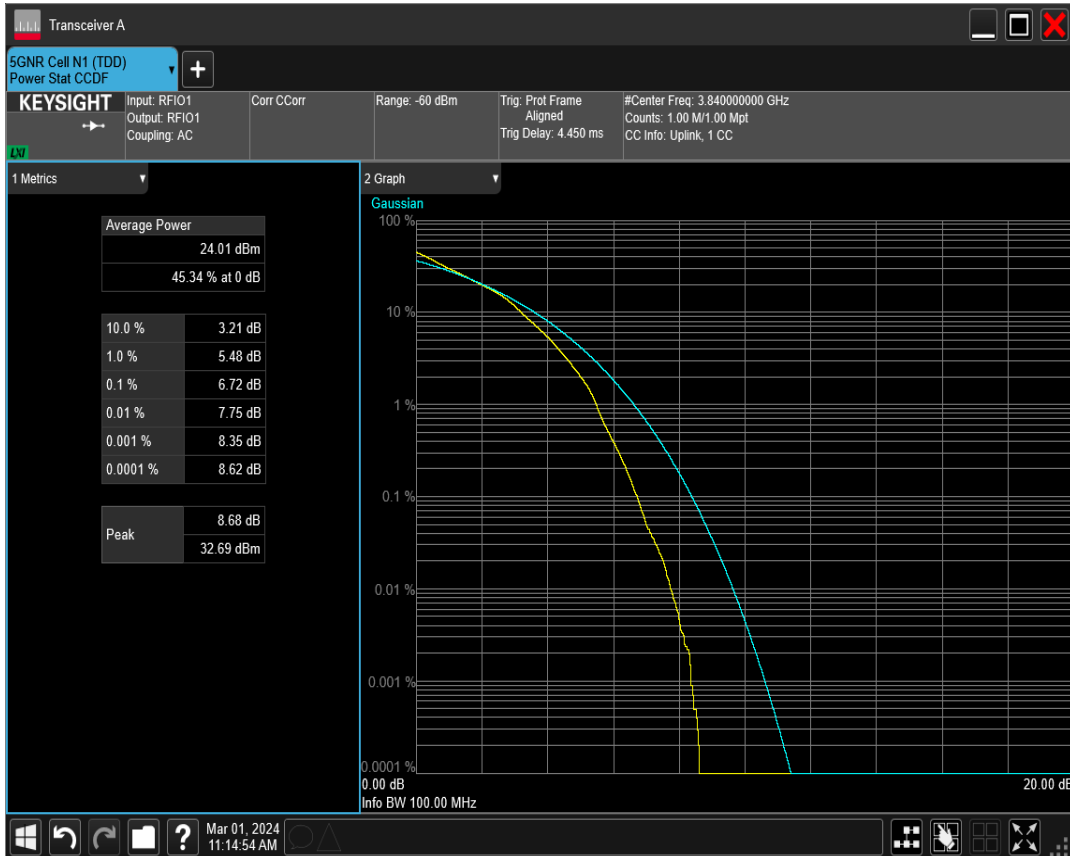 Transceiver A
5GNR Cell N1 (TDD)
Power Stat CCDF
+
KEYSIGHT
LXI
Input: RFIO1
Output: RFIO1
Coupling: AC
Corr CCorr
Range: -60 dBm
Trig: Prot Frame
Aligned
Trig Delay: 4.450 ms
#Center Freq: 3.840000000 GHz
Counts: 1.00 M/1.00 Mpt
CC Info: Uplink, 1 CC
1 Metrics
Average Power
24.01 dBm
45.34 % at 0 dB
10.0 % 3.21 dB
1.0 % 5.48 dB
0.1 % 6.72 dB
0.01 % 7.75 dB
0.001 % 8.35 dB
0.0001 % 8.62 dB
Peak
8.68 dB
32.69 dBm
2 Graph
Gaussian
100 %
10 %
1 %
0.1 %
0.01 %
0.001 %
0.0001 %
0.00 dB 20.00 dB
Info BW 100.00 MHz
?
Mar 01, 2024
11:14:54 AM